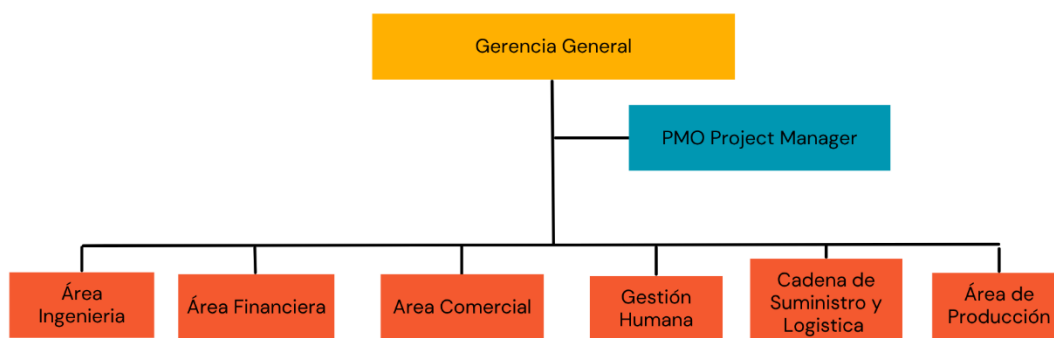 Gerencia General
PMO Project Manager
Área
Ingenieria
Área Financiera
Area Comercial
Gestión
Humana
Cadena de
Suministro y
Logistica
Área de
Producción